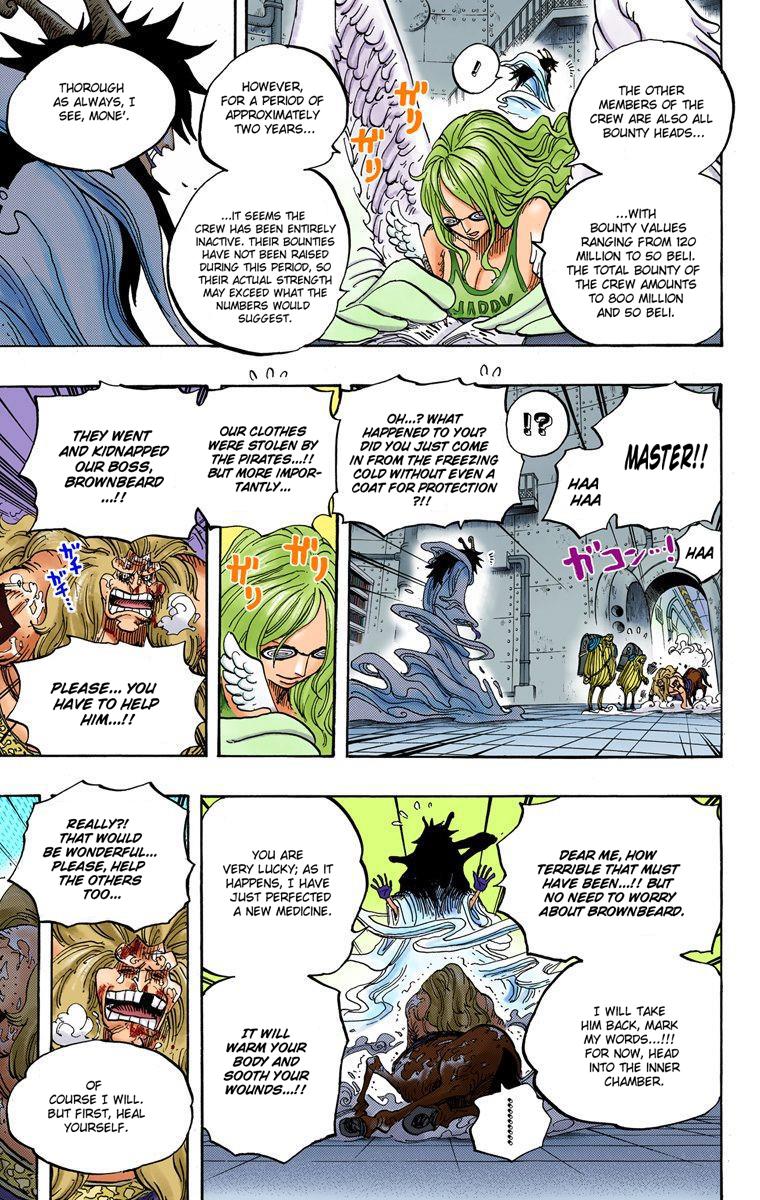 THE OTHER
MEMBERS OF THE
CREW ARE ALSO ALL
BOUNTY HEADS...
...WITH
BOUNTY VALUES
RANGING FROM 120
MILLION TO 50 BELI.
THE TOTAL BOUNTY OF
THE CREW AMOUNTS
TO 800 MILLION
AND 50 BELI.
!
ガリ
ガリ
JADDY
HOWEVER,
FOR A PERIOD OF
APPROXIMATELY
TWO YEARS...
...IT SEEMS THE
CREW HAS BEEN ENTIRELY
INACTIVE. THEIR BOUNTIES
HAVE NOT BEEN RAISED
DURING THIS PERIOD, SO
THEIR ACTUAL STRENGTH
MAY EXCEED WHAT THE
NUMBERS WOULD
SUGGEST.
THOROUGH
AS ALWAYS, I
SEE, MONE'.
MASTER!!
HAA
HAA
HAA
!?
ガコン…!
OH...? WHAT
HAPPENED TO YOU?
DID YOU JUST COME
IN FROM THE FREEZING
COLD WITHOUT EVEN A
COAT FOR PROTECTION
?!!
OUR CLOTHES
WERE STOLEN BY
THE PIRATES...!!
BUT MORE IMPOR-
TANTLY...
ガリ
ガリ
THEY WENT
AND KIDNAPPED
OUR BOSS,
BROWNBEARD
...!!
ガチガチ…
PLEASE... YOU
HAVE TO HELP
HIM...!!
DEAR ME, HOW
TERRIBLE THAT MUST
HAVE BEEN...!! BUT
NO NEED TO WORRY
ABOUT BROWNBEARD.
I WILL TAKE
HIM BACK, MARK
MY WORDS...!!!
FOR NOW, HEAD
INTO THE INNER
CHAMBER.
YOU ARE
VERY LUCKY; AS IT
HAPPENS, I HAVE
JUST PERFECTED
A NEW MEDICINE.
IT WILL
WARM YOUR
BODY AND
SOOTH YOUR
WOUNDS...!!
REALLY?!
THAT WOULD
BE WONDERFUL...
PLEASE, HELP
THE OTHERS
TOO...
OF
COURSE I WILL.
BUT FIRST, HEAL
YOURSELF.